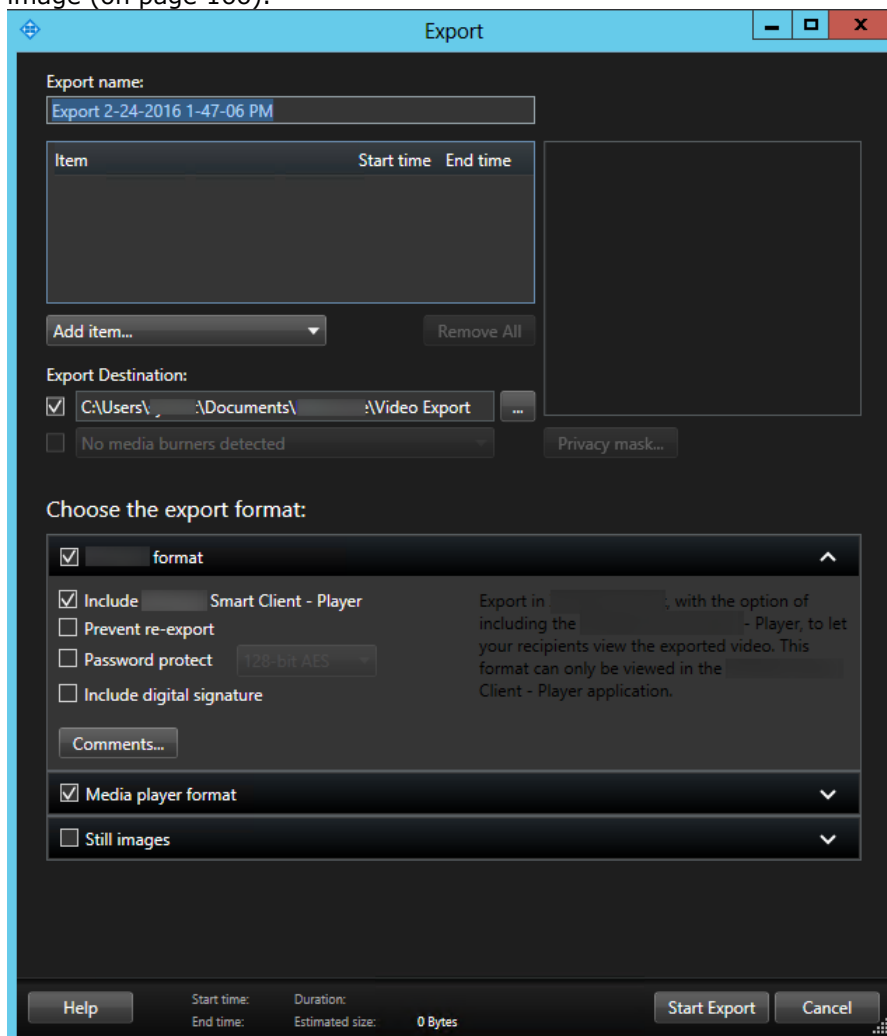 image (on page 166).
Export
Export name:
Export 2-24-2016 1-47-06 PM
Item Start time End time
Add item...
Remove All
Export Destination:
C:\Users\ :\Documents\ :\Video Export ...
No media burners detected
Privacy mask...
Choose the export format:
format
Include Smart Client - Player
Prevent re-export
Password protect 128-bit AES
Include digital signature
Export in , with the option of
including the - Player, to let
your recipients view the exported video. This
format can only be viewed in the
Client - Player application.
Comments...
Media player format
Still images
Help
Start time: Duration:
End time: Estimated size: 0 Bytes
Start Export
Cancel